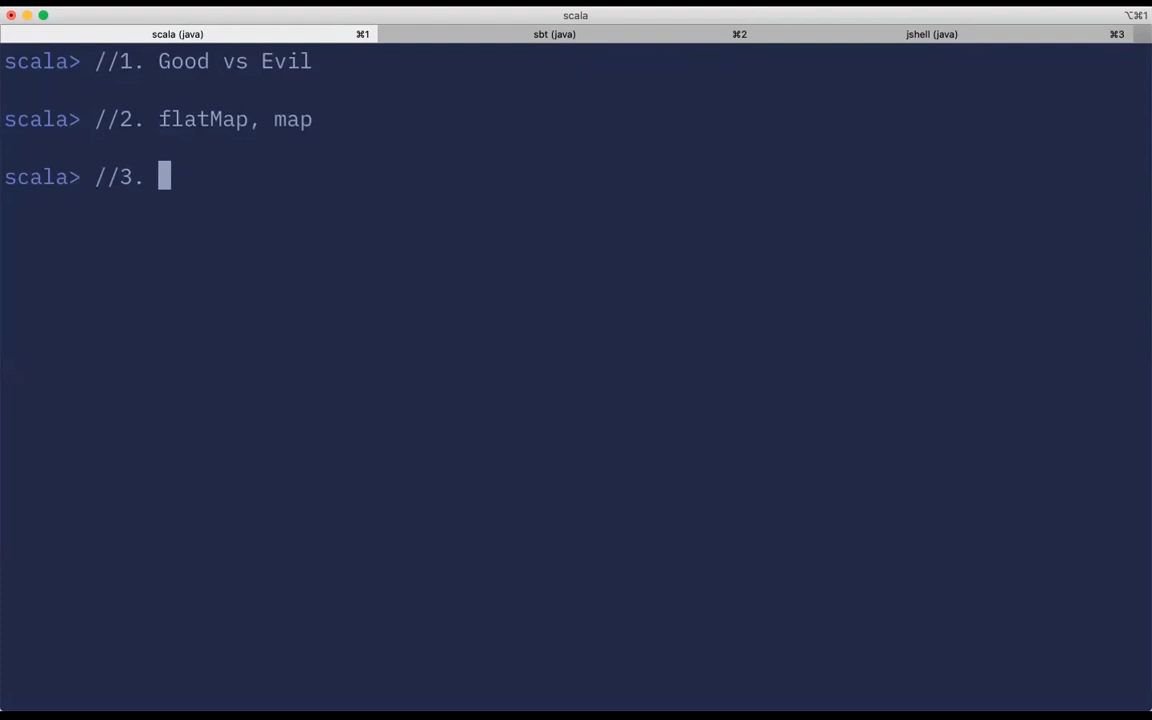 scala
⌥⌘1
scala (java) ⌘1
sbt (java) ⌘2
jshell (java) ⌘3
scala> //1. Good vs Evil
scala> //2. flatMap, map
scala> //3.